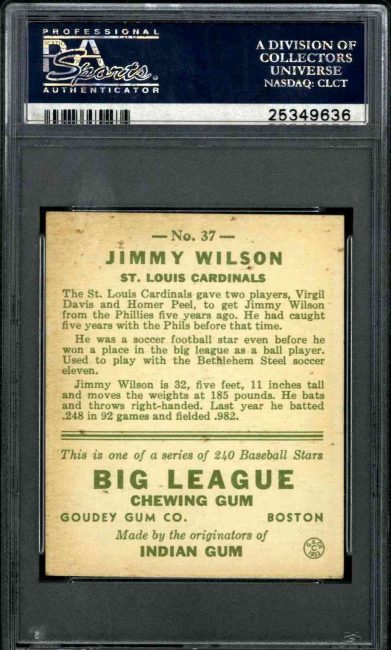 PROFESSIONAL
PSA
Sports
AUTHENTICATOR
A DIVISION OF
COLLECTORS
UNIVERSE
NASDAQ: CLCT
25349636
— No. 37 —
JIMMY WILSON
ST. LOUIS CARDINALS
The St. Louis Cardinals gave two players, Virgil
Davis and Homer Peel, to get Jimmy Wilson
from the Phillies five years ago. He had caught
five years with the Phils before that time.
He was a soccer football star even before he
won a place in the big league as a ball player.
Used to play with the Bethlehem Steel soccer
eleven.
Jimmy Wilson is 32, five feet, 11 inches tall
and moves the weights at 185 pounds. He bats
and throws right-handed. Last year he batted
.248 in 92 games and fielded .982.
This is one of a series of 240 Baseball Stars
BIG LEAGUE
CHEWING GUM
GOUDEY GUM CO. BOSTON
Made by the originators of
INDIAN GUM